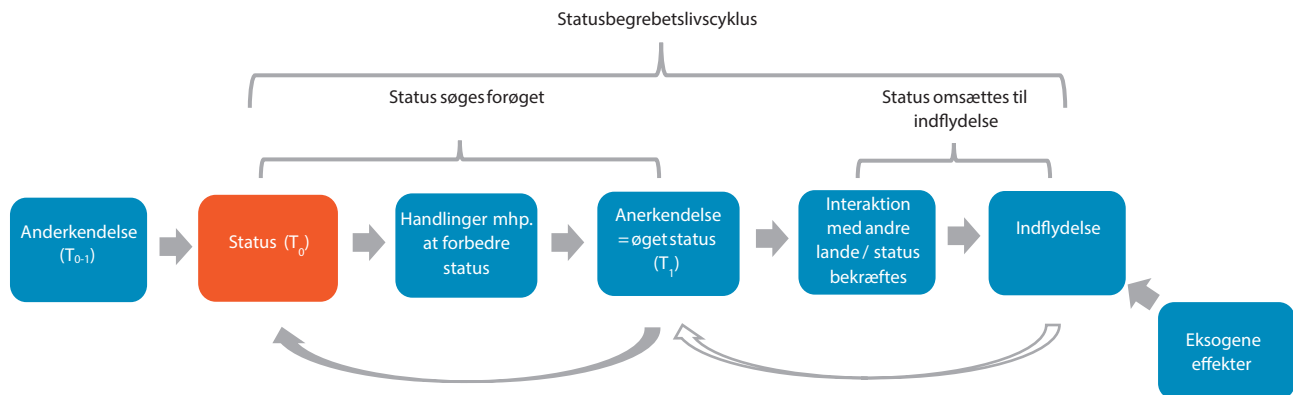 Statusbegrebetslivscyklus
Status søges forøget
Status omsættes til
indflydelse
Anderkendelse
(T0-1)
Status (T0)
Handlinger mhp.
at forbedre
status
Anerkendelse
= øget status
(T1)
Interaktion
med andre
lande / status
bekræftes
Indflydelse
Eksogene
effekter